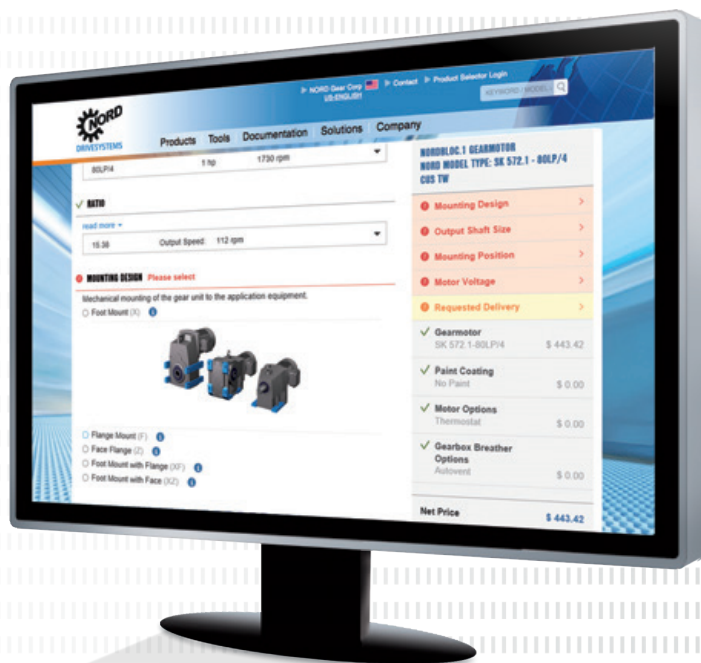 NORD
DRIVESYSTEMS
NORD Gear Corp
US:ENGLISH
Contact
Product Selector Login
KEYWORD / MODEL
Products Tools Documentation Solutions Company
80LP/4 1 hp 1730 rpm
RATIO
read more
15.38 Output Speed: 112 rpm
MOUNTING DESIGN Please select
Mechanical mounting of the gear unit to the application equipment.
Foot Mount (X)
Flange Mount (F)
Face Flange (Z)
Foot Mount with Flange (XF)
Foot Mount with Face (XZ)
NORDBLOC.1 GEARMOTOR
NORD MODEL TYPE: SK 572.1 - 80LP/4
CUS TW
Mounting Design
Output Shaft Size
Mounting Position
Motor Voltage
Requested Delivery
Gearmotor
SK 572.1-80LP/4 $ 443.42
Paint Coating
No Paint $ 0.00
Motor Options
Thermostat $ 0.00
Gearbox Breather
Options
Autovent $ 0.00
Net Price $ 443.42